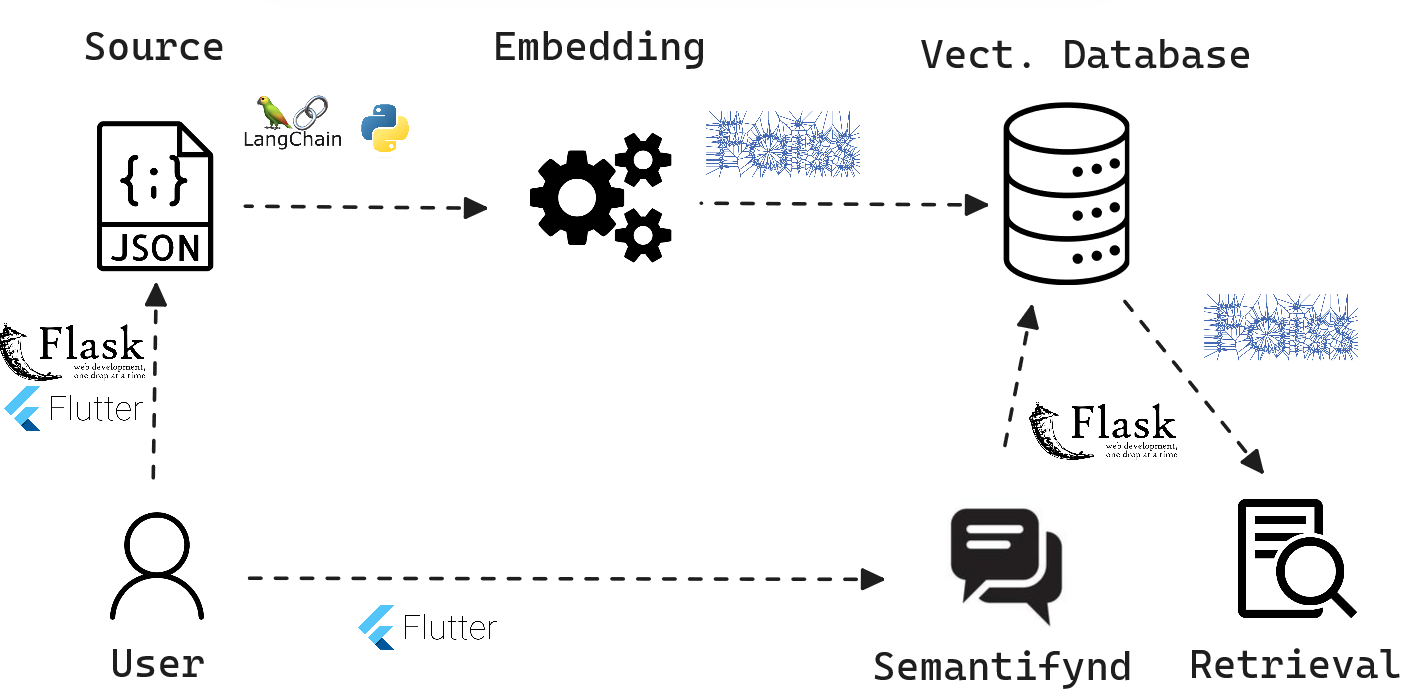 Source
Embedding
Vect. Database
LangChain
Faiss
{;}
JSON
Faiss
Flask
web development,
one drop at a time
Flutter
Flask
web development,
one drop at a time
Flutter
User
Semantifynd
Retrieval